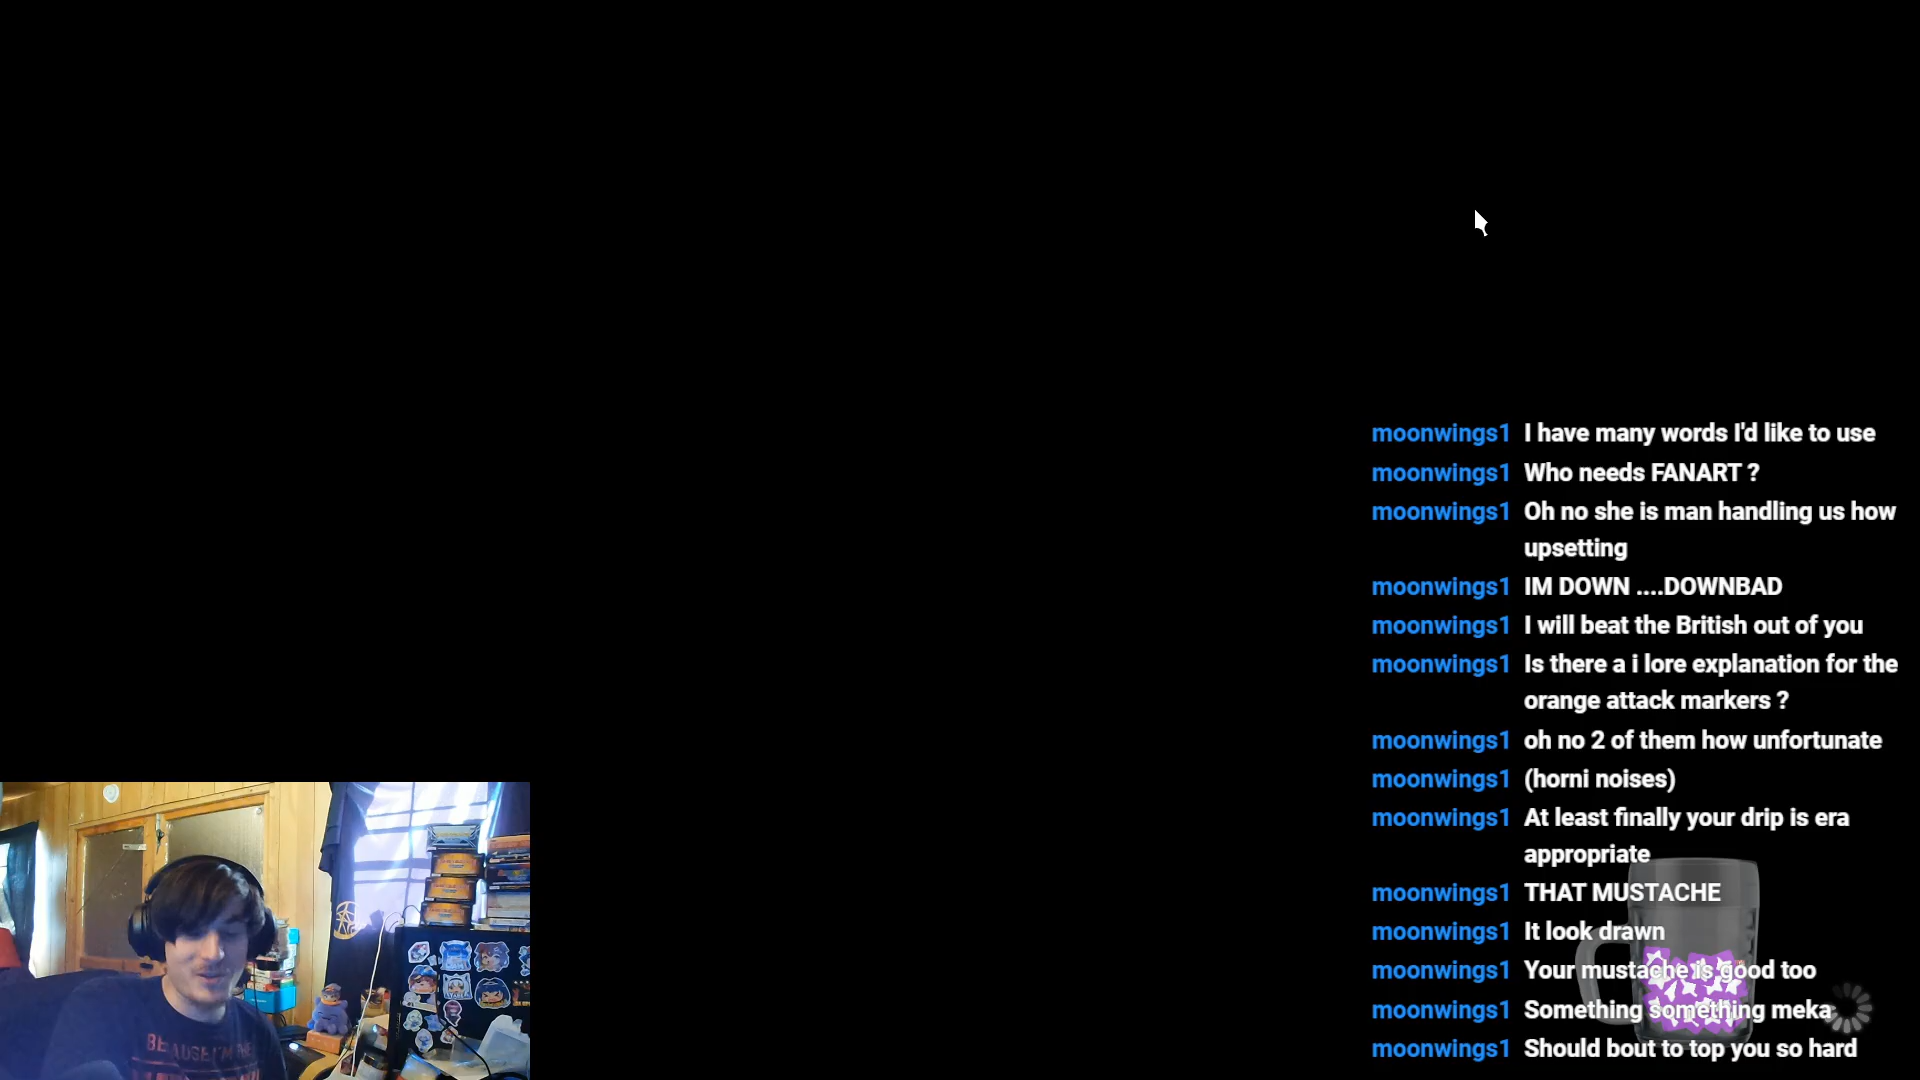 moonwings1 I have many words I'd like to use
moonwings1 Who needs FANART ?
moonwings1 Oh no she is man handling us how
upsetting
moonwings1 IM DOWN ....DOWNBAD
moonwings1 I will beat the British out of you
moonwings1 Is there a i lore explanation for the
orange attack markers ?
moonwings1 oh no 2 of them how unfortunate
moonwings1 (horni noises)
moonwings1 At least finally your drip is era
appropriate
moonwings1 THAT MUSTACHE
moonwings1 It look drawn
moonwings1 Your mustache is good too
moonwings1 Something something meka
moonwings1 Should bout to top you so hard
BECAUSE I'M THE